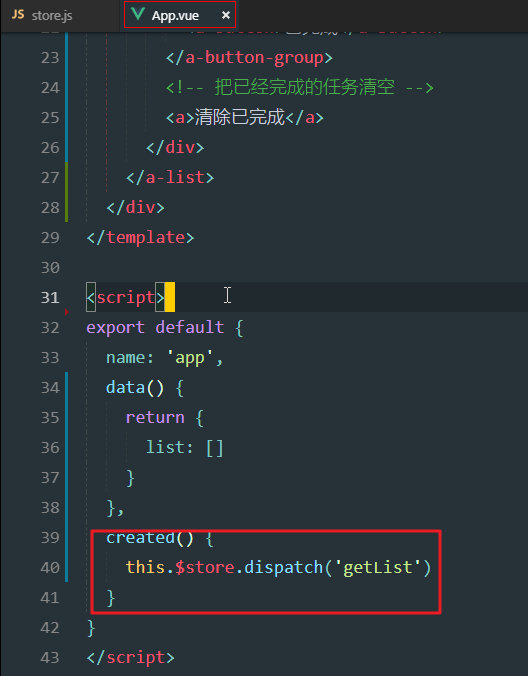 JS store.js App.vue ×
23 </a-button-group>
24 <!-- 把已经完成的任务清空 -->
25 <a>清除已完成</a>
26 </div>
27 </a-list>
28 </div>
29 </template>
30
31 <script>
32 export default {
33 name: 'app',
34 data() {
35 return {
36 list: []
37 }
38 },
39 created() {
40 this.$store.dispatch('getList')
41 }
42 }
43 </script>